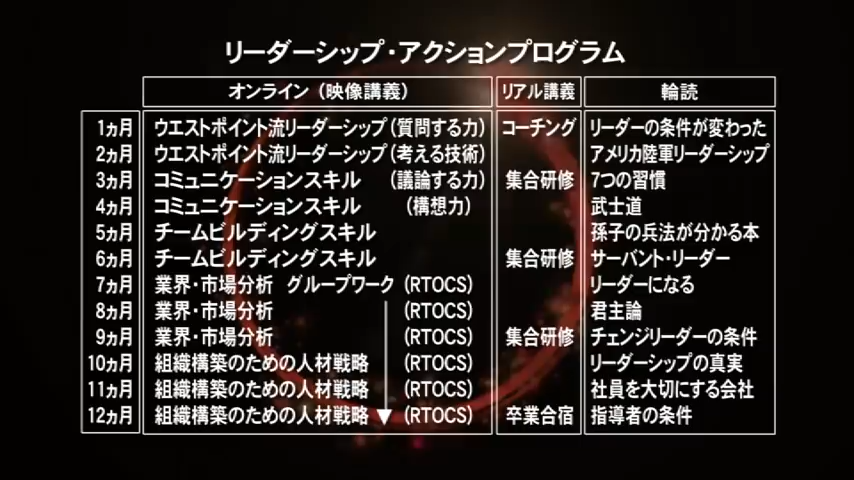 リーダーシップ・アクションプログラム
オンライン（映像講義） リアル講義 輪読
1ヵ月 ウエストポイント流リーダーシップ(質問する力) コーチング リーダーの条件が変わった
2ヵ月 ウエストポイント流リーダーシップ(考える技術) アメリカ陸軍リーダーシップ
3ヵ月 コミュニケーションスキル (議論する力) 集合研修 7つの習慣
4ヵ月 コミュニケーションスキル (構想力) 武士道
5ヵ月 チームビルディングスキル 孫子の兵法が分かる本
6ヵ月 チームビルディングスキル 集合研修 サーバント・リーダー
7ヵ月 業界・市場分析 グループワーク (RTOCS) リーダーになる
8ヵ月 業界・市場分析 (RTOCS) 君主論
9ヵ月 業界・市場分析 (RTOCS) 集合研修 チェンジリーダーの条件
10ヵ月 組織構築のための人材戦略 (RTOCS) リーダーシップの真実
11ヵ月 組織構築のための人材戦略 (RTOCS) 社員を大切にする会社
12ヵ月 組織構築のための人材戦略 (RTOCS) 卒業合宿 指導者の条件